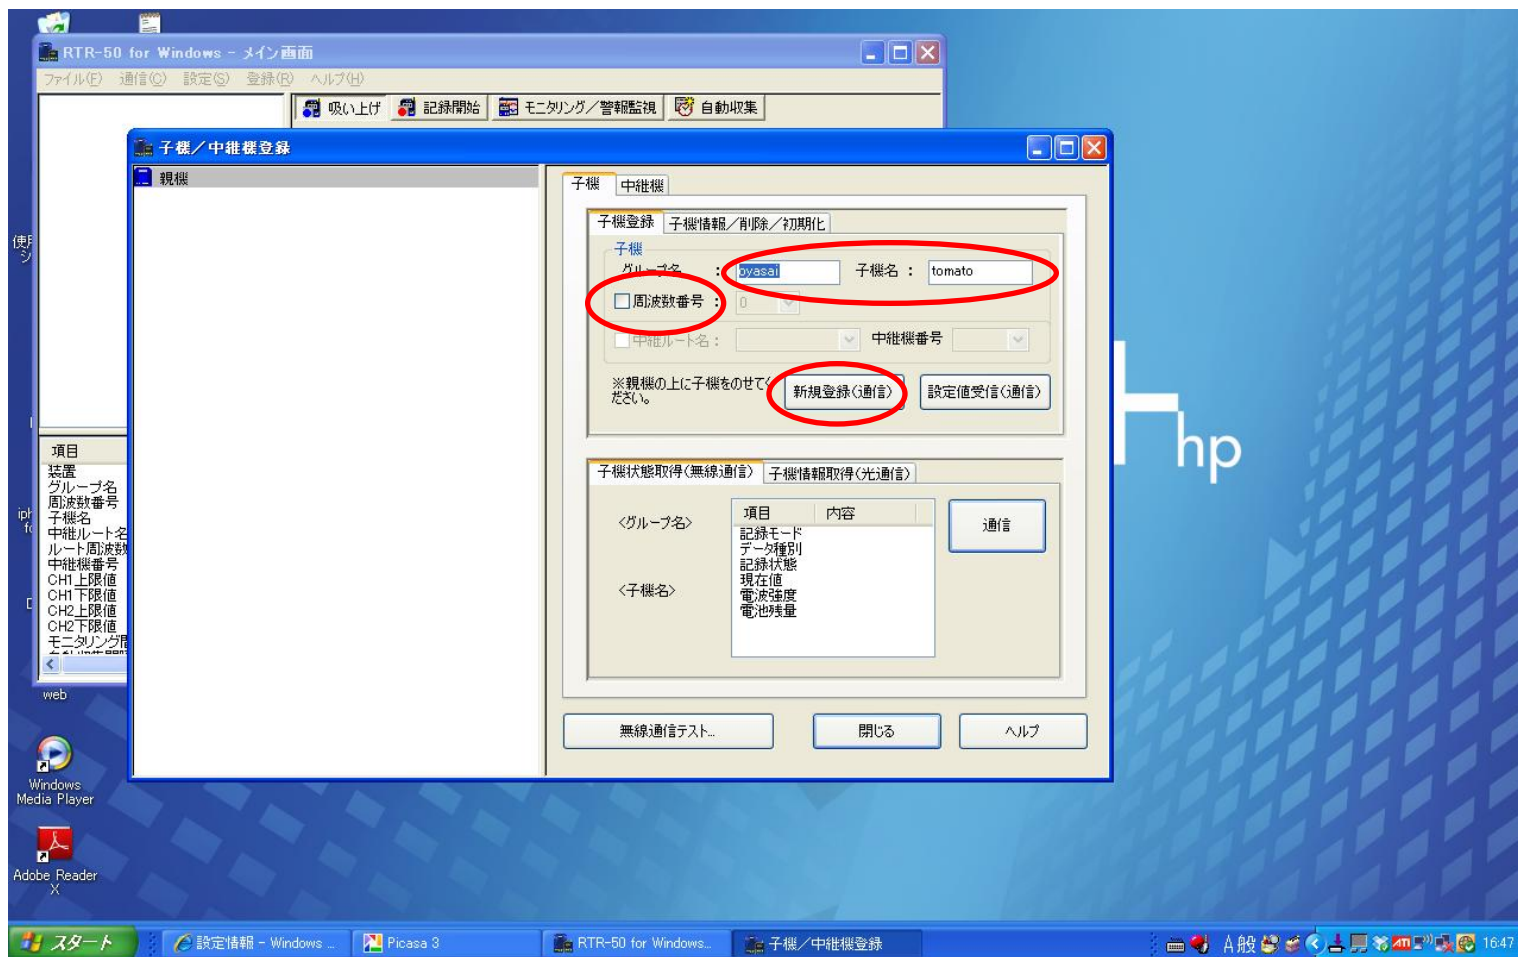 RTR-50 for Windows - メイン画面
ファイル(F) 通信(C) 設定(S) 登録(R) ヘルプ(H)
吸い上げ 記録開始 モニタリング／警報監視 自動収集
子機／中継機登録
親機
子機 中継機
子機登録 子機情報／削除／初期化
子機
グループ名 : oyasai 子機名 : tomato
周波数番号 : 0
中継ルート名 : 中継機番号
※親機の上に子機をのせてく
ださい。
新規登録(通信) 設定値受信(通信)
子機状態取得(無線通信) 子機情報取得(光通信)
<グループ名>
<子機名>
項目 内容
記録モード
データ種別
記録状態
現在値
電波強度
電池残量
通信
無線通信テスト...
閉じる
ヘルプ
項目
装置
グループ名
周波数番号
子機名
中継ルート名
ルート周波数
中継機番号
CH1上限値
CH1下限値
CH2上限値
CH2下限値
モニタリング間
web
Windows
Media Player
Adobe Reader
X
hp
スタート
設定情報 - Windows ...
Picasa 3
RTR-50 for Windows...
子機／中継機登録
A般
ATI
16:47